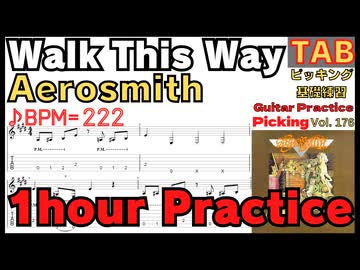 Walk This Way
TAB
Aerosmith
ピッキング
基礎練習
♪BPM=222
Guitar Practice
Picking Vol. 176
P.M.
P.M.
1hour Practice